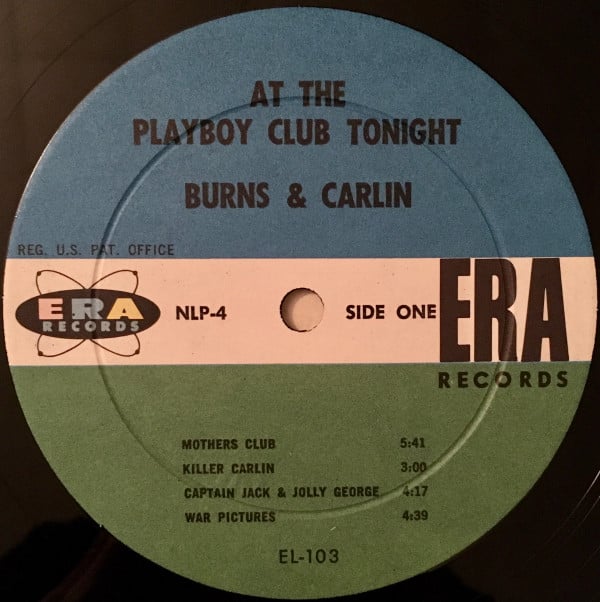 AT THE
PLAYBOY CLUB TONIGHT
BURNS & CARLIN
REG. U.S. PAT. OFFICE
ERA
RECORDS
NLP-4
SIDE ONE
ERA
RECORDS
MOTHERS CLUB 5:41
KILLER CARLIN 3:00
CAPTAIN JACK & JOLLY GEORGE 4:17
WAR PICTURES 4:39
EL-103